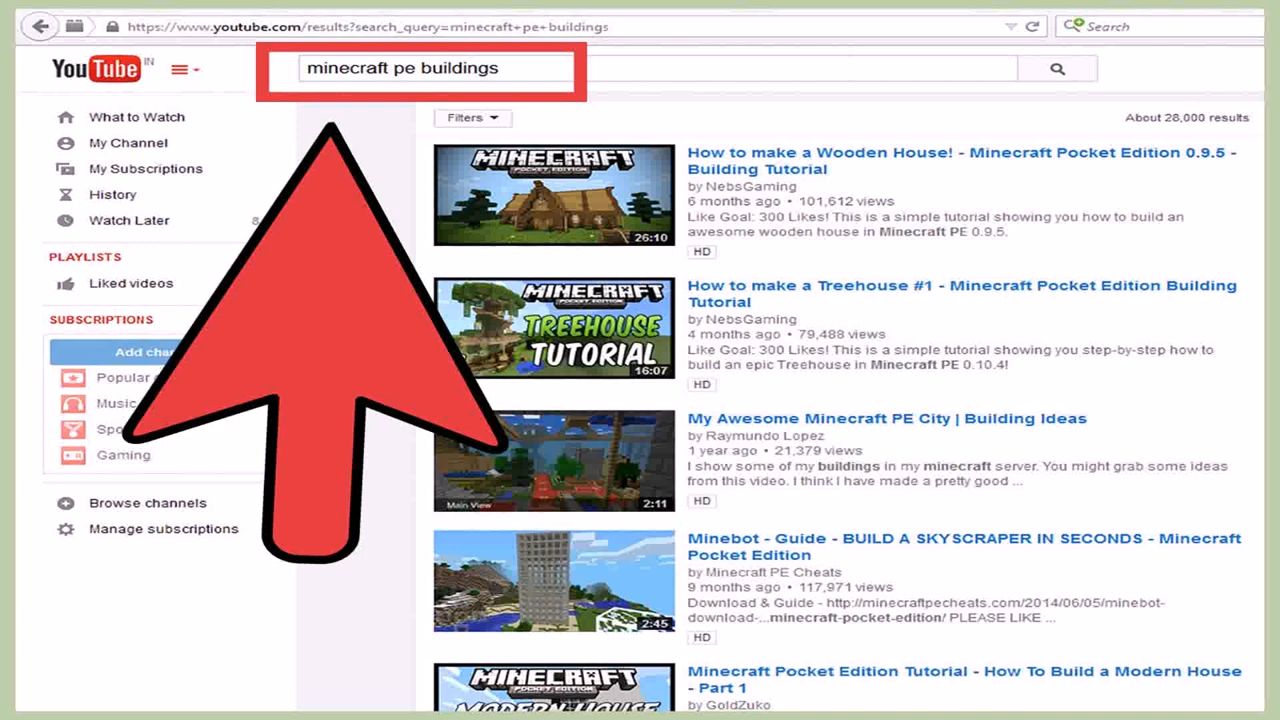 https://www.youtube.com/results?search_query=minecraft+pe+buildings
Search
YouTube IN
minecraft pe buildings
What to Watch
My Channel
My Subscriptions
History
Watch Later
PLAYLISTS
Liked videos
SUBSCRIPTIONS
Add
Popular
Music
Gaming
Browse channels
Manage subscriptions
Filters
About 28,000 results
MINECRAFT
POCKET EDITION
26:10
How to make a Wooden House! - Minecraft Pocket Edition 0.9.5 -
Building Tutorial
by NebsGaming
6 months ago • 101,612 views
Like Goal: 300 Likes! This is a simple tutorial showing you how to build an
awesome wooden house in Minecraft PE 0.9.5.
HD
MINECRAFT
POCKET EDITION
TREEHOUSE
TUTORIAL
16:07
How to make a Treehouse #1 - Minecraft Pocket Edition Building
Tutorial
by NebsGaming
4 months ago • 79,488 views
Like Goal: 300 Likes! This is a simple tutorial showing you step-by-step how to
build an epic Treehouse in Minecraft PE 0.10.4!
HD
Main View
2:11
My Awesome Minecraft PE City | Building Ideas
by Raymundo Lopez
1 year ago • 21,379 views
I show some of my buildings in my minecraft server. You might grab some ideas
from this video. I think I have made a pretty good ...
HD
2:45
Minebot - Guide - BUILD A SKYSCRAPER IN SECONDS - Minecraft
Pocket Edition
by Minecraft PE Cheats
9 months ago • 117,971 views
Download & Guide - http://minecraftpecheats.com/2014/06/05/minebot-
download-...minecraft-pocket-edition/ PLEASE LIKE ...
HD
MINECRAFT
POCKET EDITION
MODERN HOUSE
Minecraft Pocket Edition Tutorial - How To Build a Modern House
- Part 1
by GoldZuko